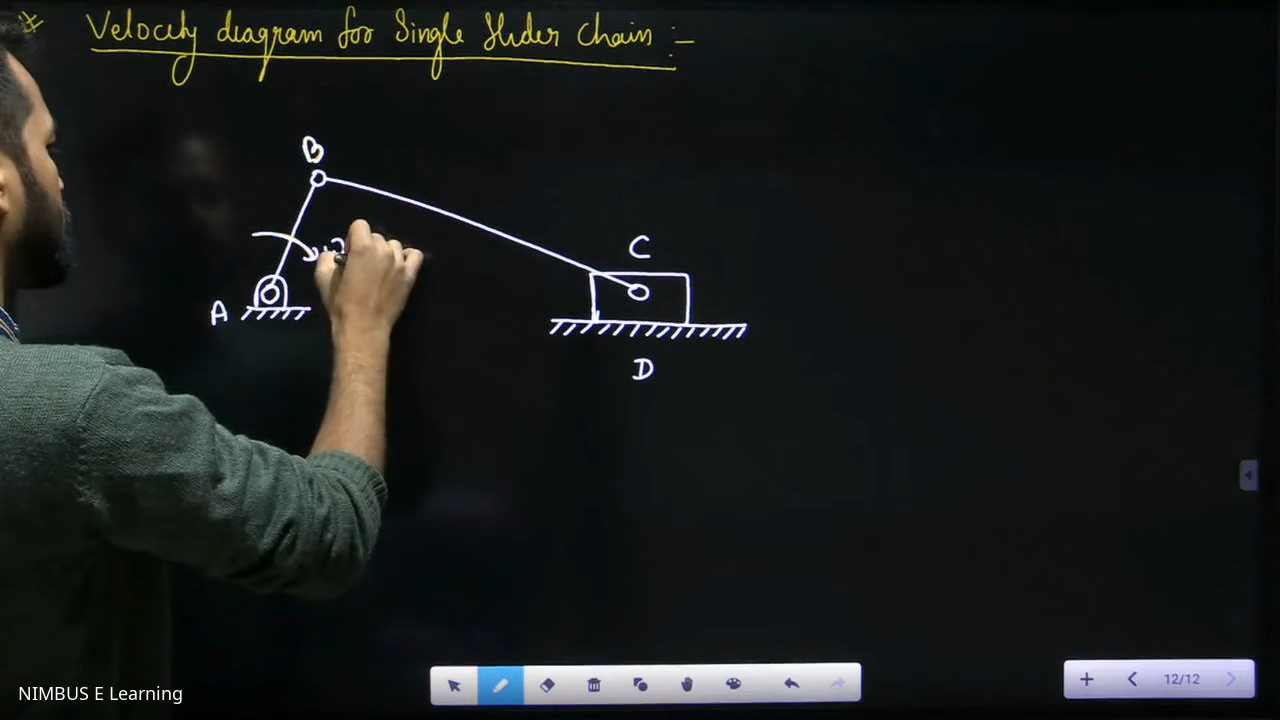 * Velocity diagram for Single Slider Chain :-
B
C
A
D
12/12
NIMBUS E Learning